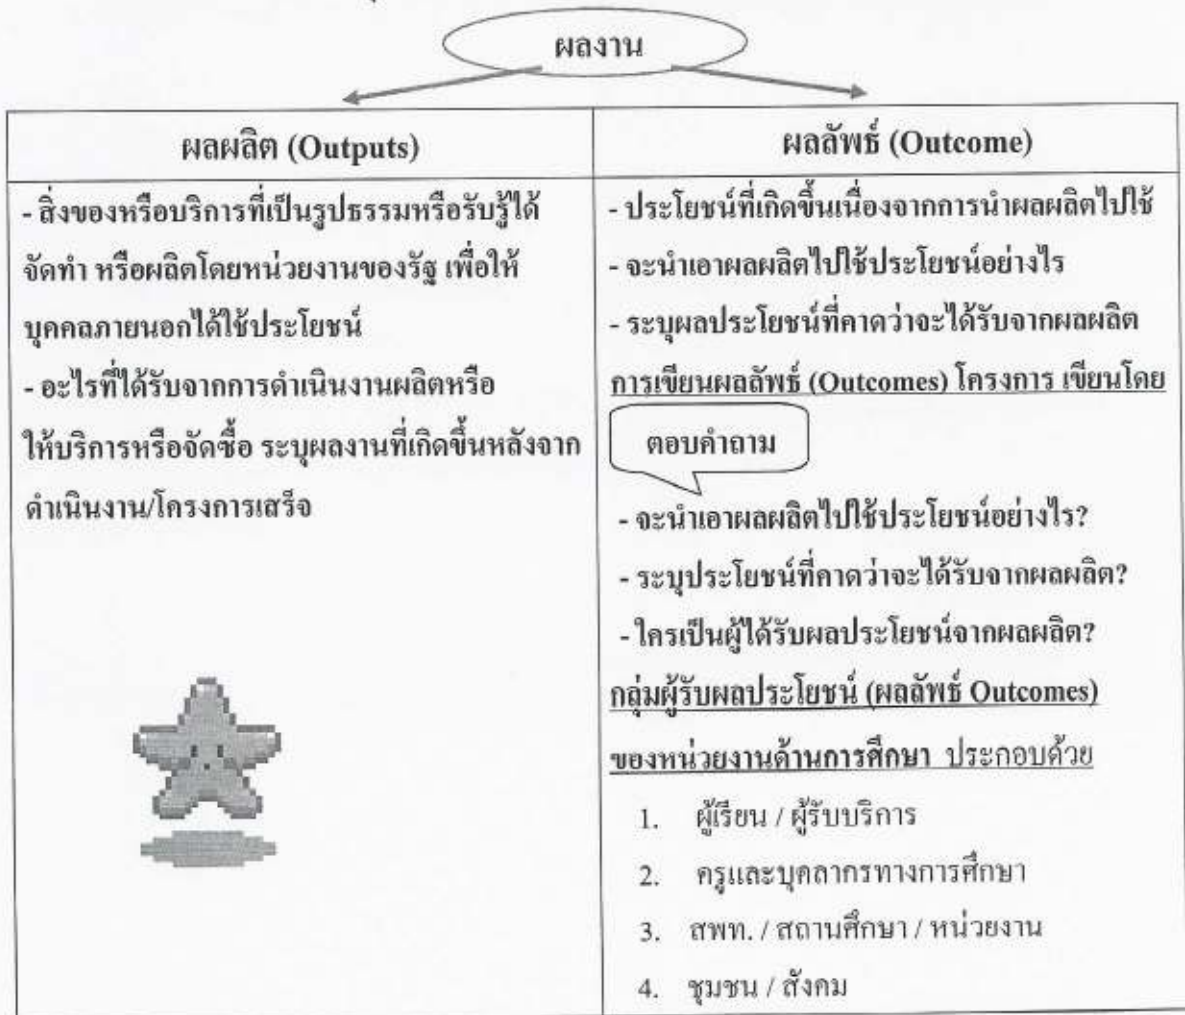 ผลงาน
ผลผลิต (Outputs)
- สิ่งของหรือบริการที่เป็นรูปธรรมหรือรับรู้ได้
จัดทำ หรือผลิตโดยหน่วยงานของรัฐ เพื่อให้
บุคคลภายนอกได้ใช้ประโยชน์
- อะไรที่ได้รับจากการดำเนินงานผลิตหรือ
ให้บริการหรือจัดซื้อ ระบุผลงานที่เกิดขึ้นหลังจาก
ดำเนินงาน/โครงการเสร็จ
ผลลัพธ์ (Outcome)
- ประโยชน์ที่เกิดขึ้นเนื่องจากการนำผลผลิตไปใช้
- จะนำเอาผลผลิตไปใช้ประโยชน์อย่างไร
- ระบุผลประโยชน์ที่คาดว่าจะได้รับจากผลผลิต
การเขียนผลลัพธ์ (Outcomes) โครงการ เขียนโดย
ตอบคำถาม
- จะนำเอาผลผลิตไปใช้ประโยชน์อย่างไร?
- ระบุประโยชน์ที่คาดว่าจะได้รับจากผลผลิต?
- ใครเป็นผู้ได้รับผลประโยชน์จากผลผลิต?
กลุ่มผู้รับผลประโยชน์ (ผลลัพธ์ Outcomes)
ของหน่วยงานด้านการศึกษา ประกอบด้วย
1. ผู้เรียน / ผู้รับบริการ
2. ครูและบุคลากรทางการศึกษา
3. สพท. / สถานศึกษา / หน่วยงาน
4. ชุมชน / สังคม